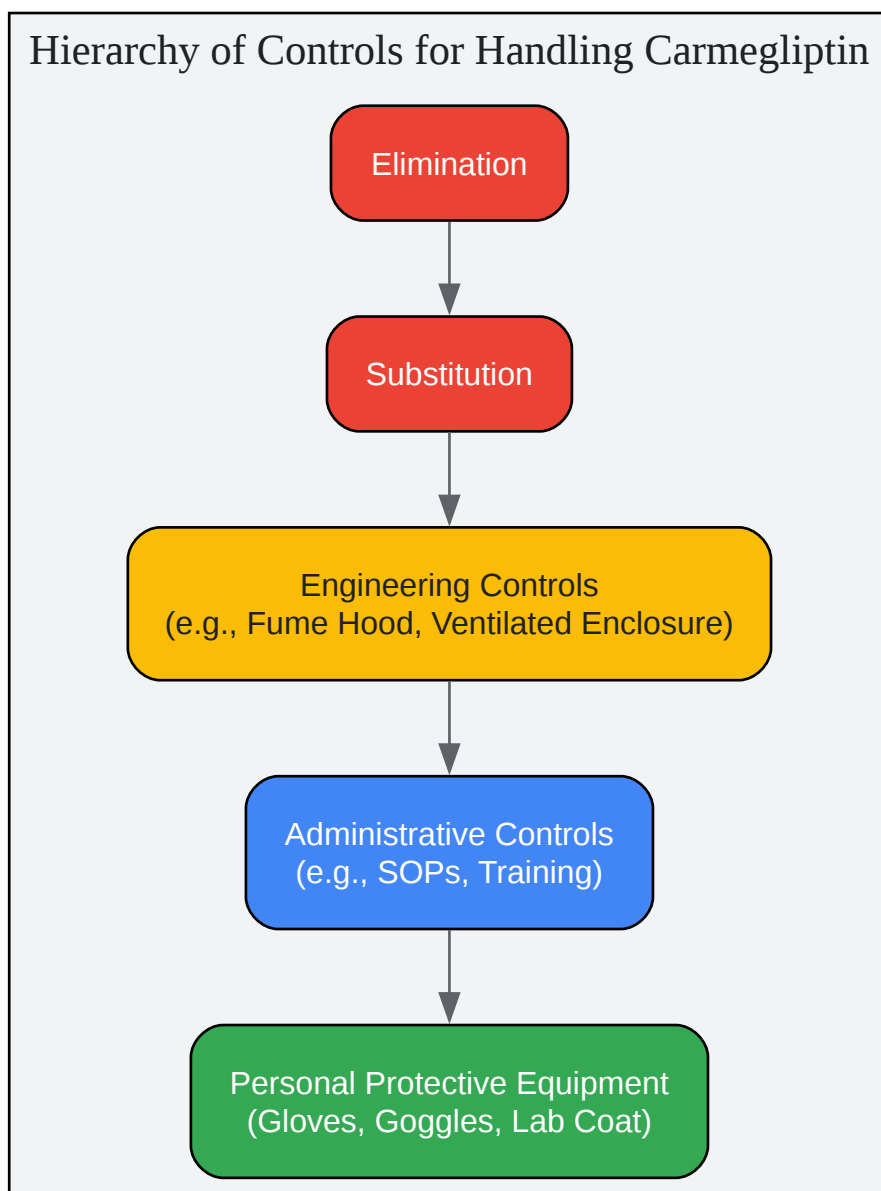 Hierarchy of Controls for Handling Carmegliptin
Elimination
Substitution
Engineering Controls
(e.g., Fume Hood, Ventilated Enclosure)
Administrative Controls
(e.g., SOPs, Training)
Personal Protective Equipment
(Gloves, Goggles, Lab Coat)